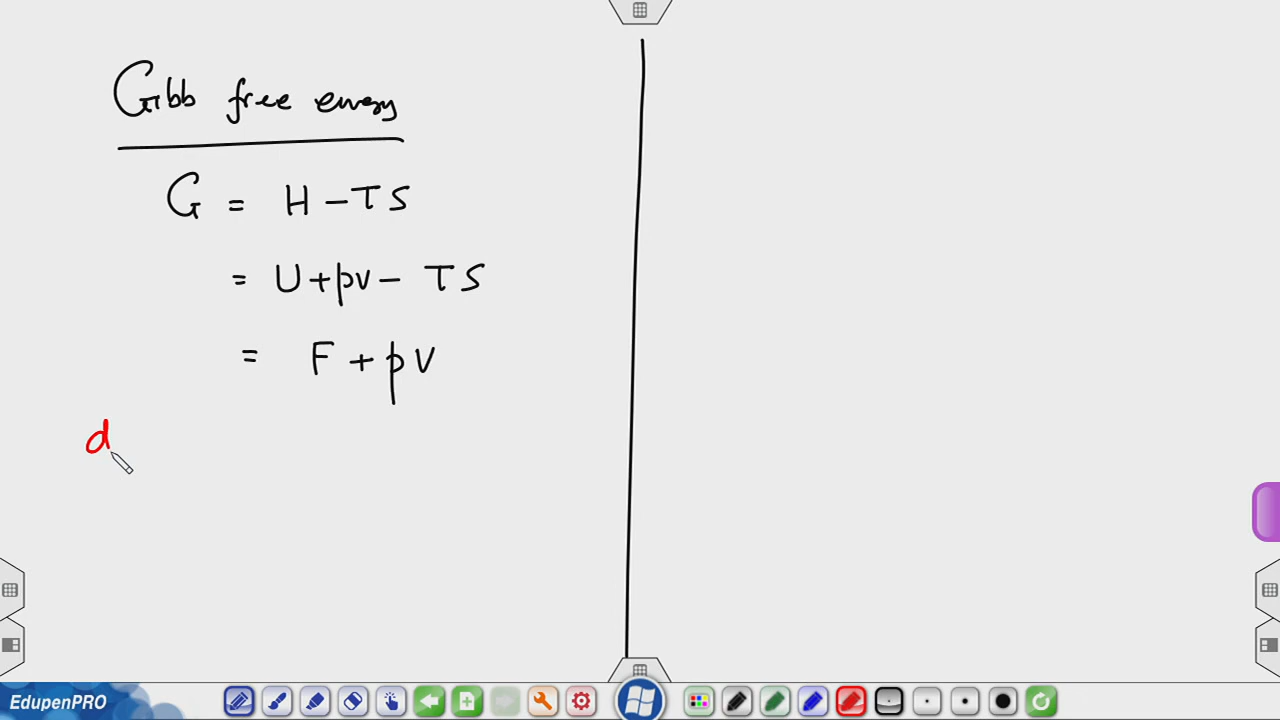 Gibb free energy
G = H - TS
= U + pv - TS
= F + pV
d
EdupenPRO